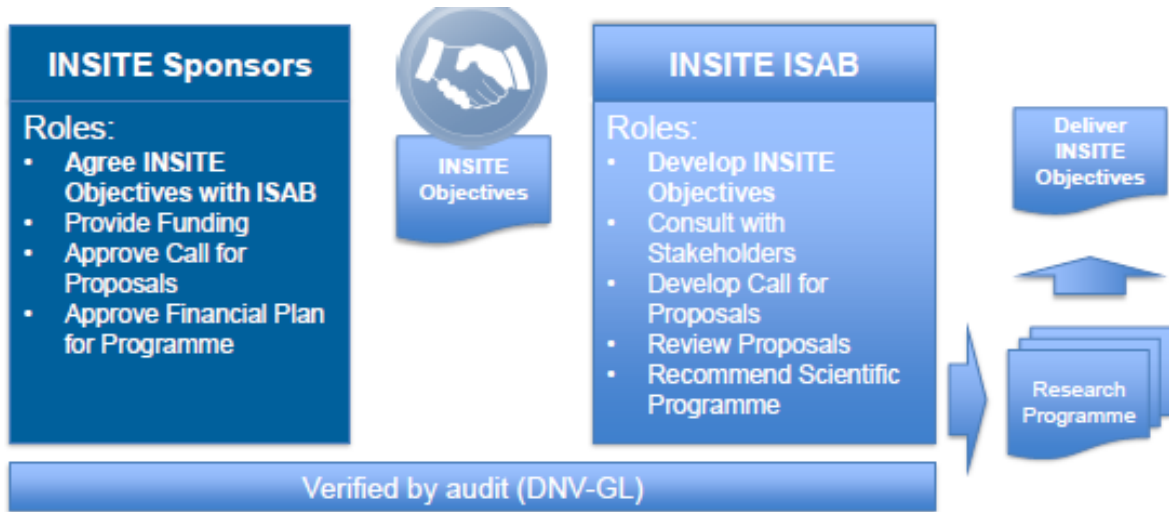 INSITE Sponsors
Roles:
• Agree INSITE
Objectives with ISAB
• Provide Funding
• Approve Call for
Proposals
• Approve Financial Plan
for Programme
INSITE
Objectives
INSITE ISAB
Roles:
• Develop INSITE
Objectives
• Consult with
Stakeholders
• Develop Call for
Proposals
• Review Proposals
• Recommend Scientific
Programme
Deliver
INSITE
Objectives
Research
Programme
Verified by audit (DNV-GL)